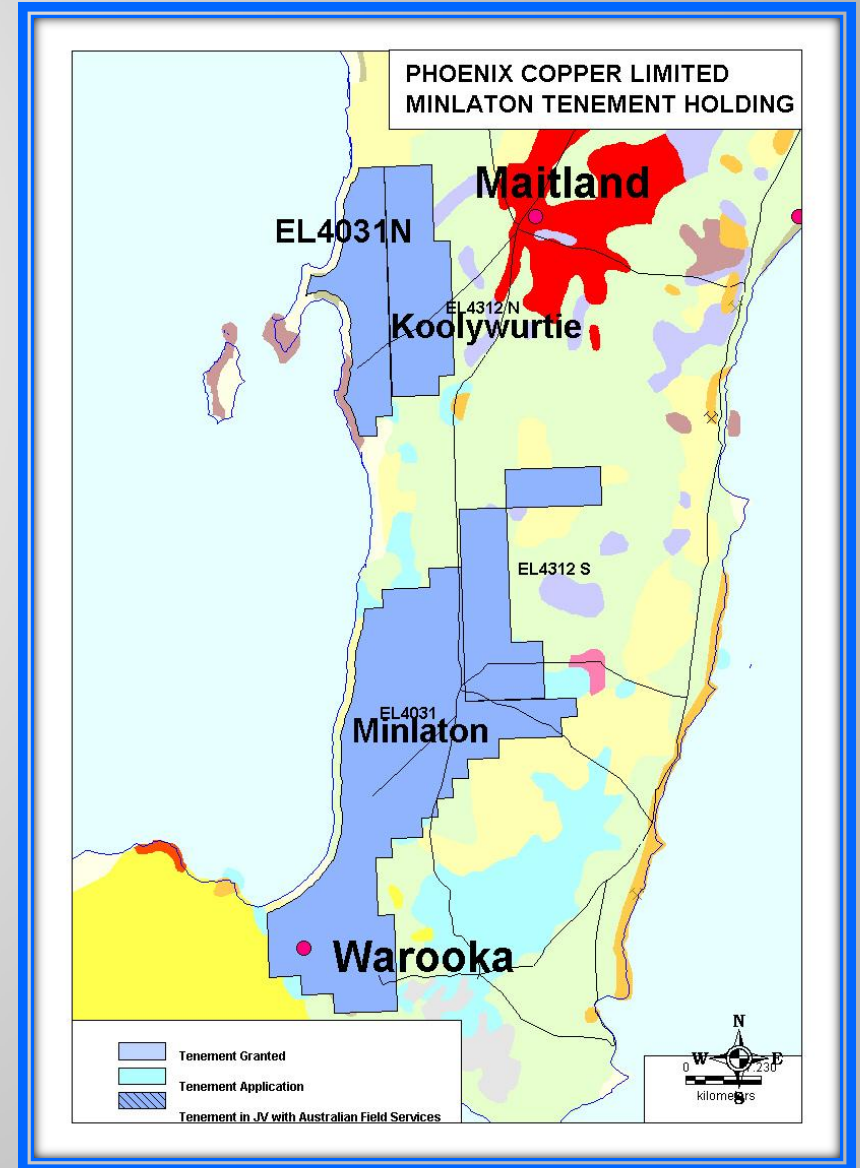 PHOENIX COPPER LIMITED
MINLATON TENEMENT HOLDING
Maitland
EL4031N
EL4312 N
Koolywurtie
EL4312 S
EL4031
Minlaton
Warooka
Tenement Granted
Tenement Application
Tenement in JV with Australian Field Services
N
W E
S
0
kilometers